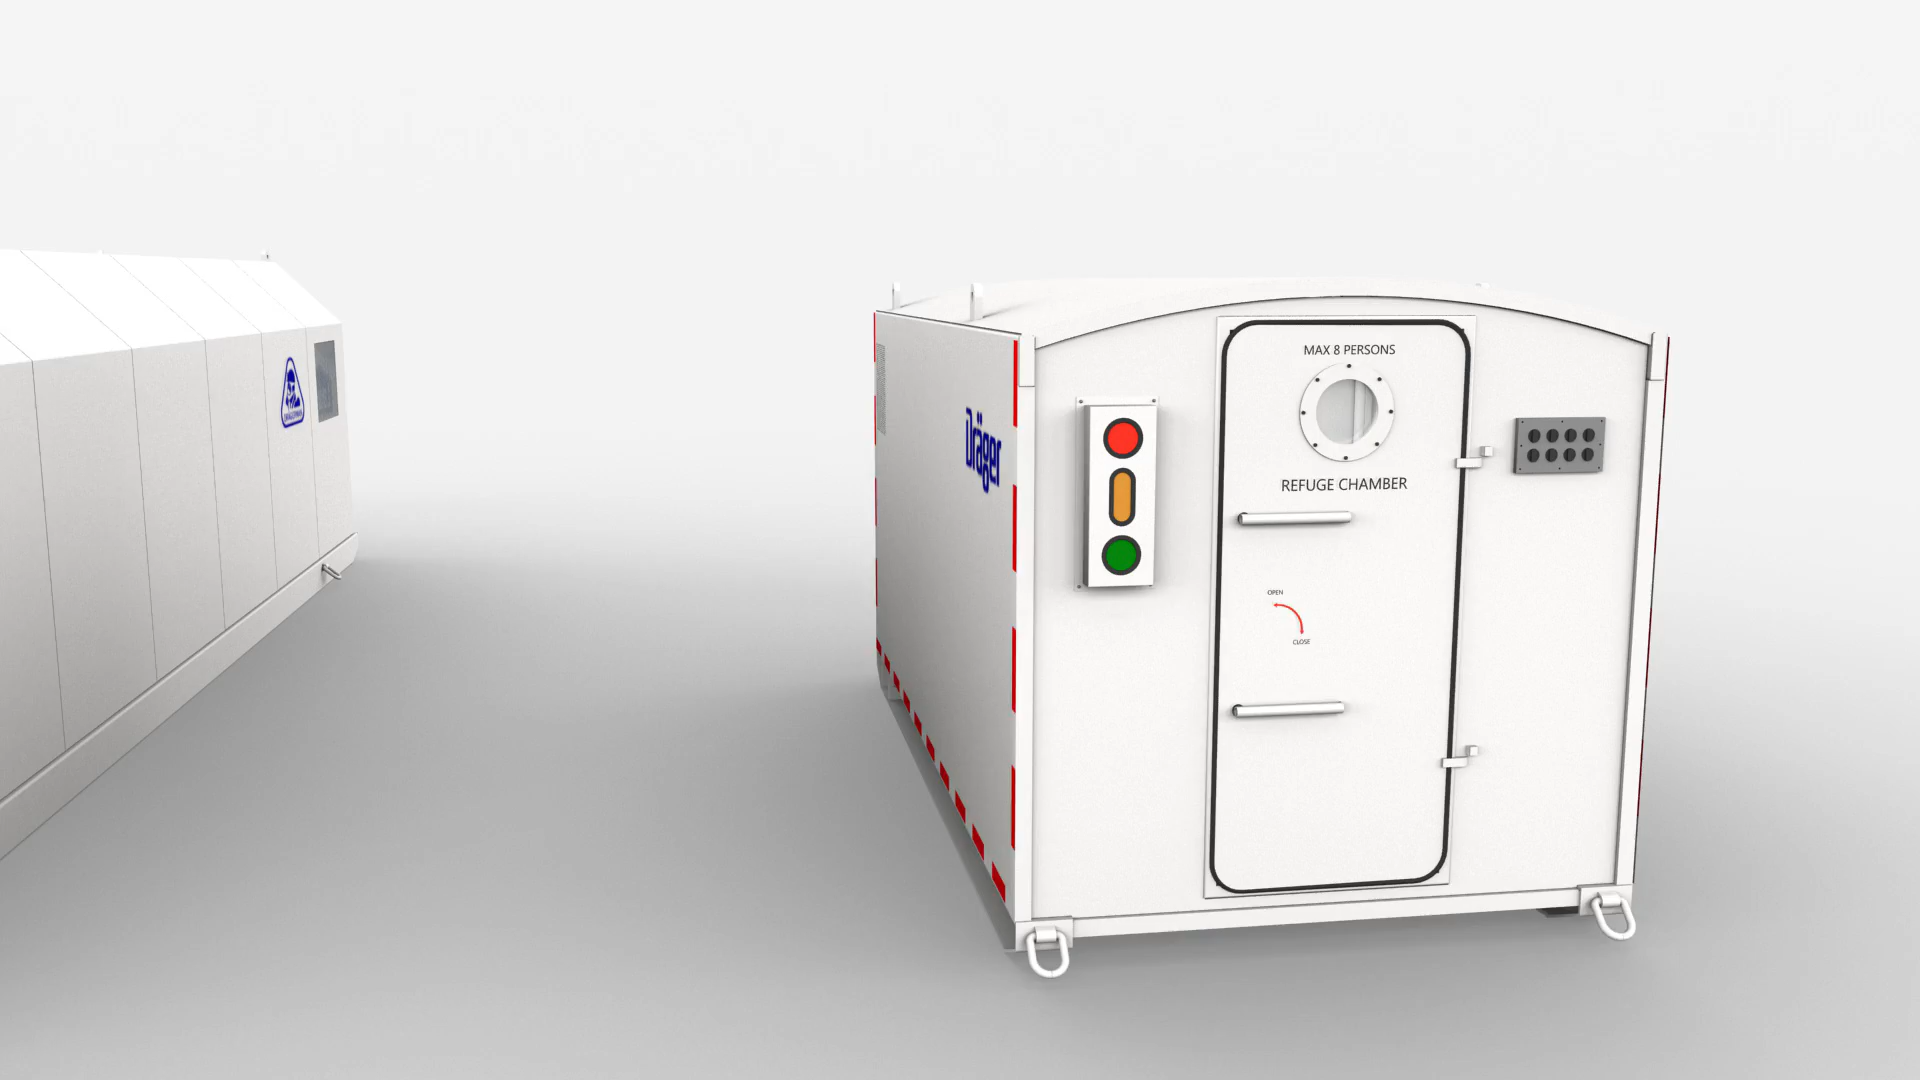 Dräger
MAX 8 PERSONS
REFUGE CHAMBER
OPEN
CLOSE